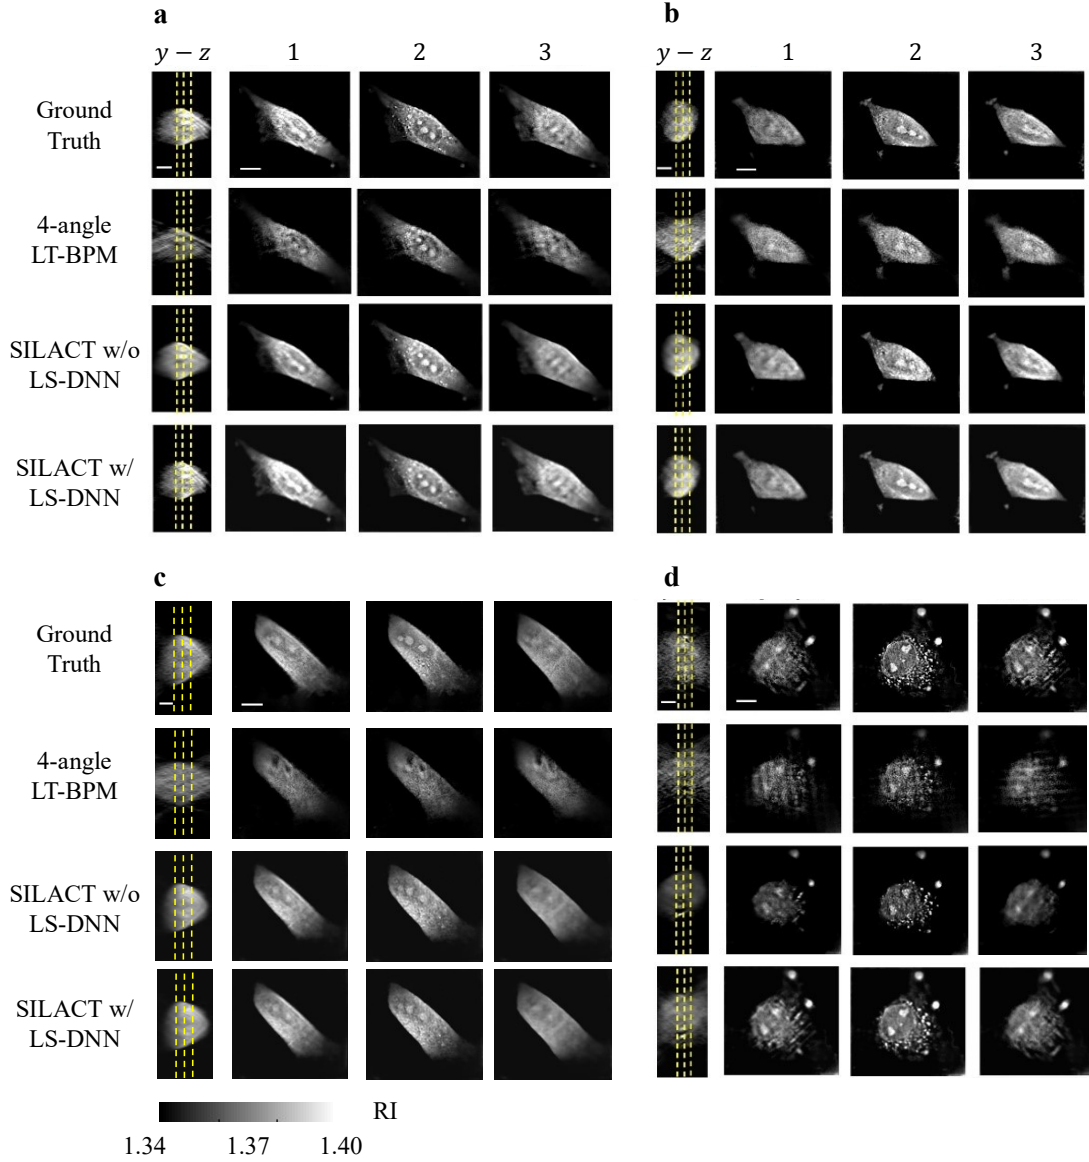 a
b
y − z 1 2 3
y − z 1 2 3
Ground
Truth
4-angle
LT-BPM
SILACT w/o
LS-DNN
SILACT w/
LS-DNN
c
d
Ground
Truth
4-angle
LT-BPM
SILACT w/o
LS-DNN
SILACT w/
LS-DNN
RI
1.34 1.37 1.40